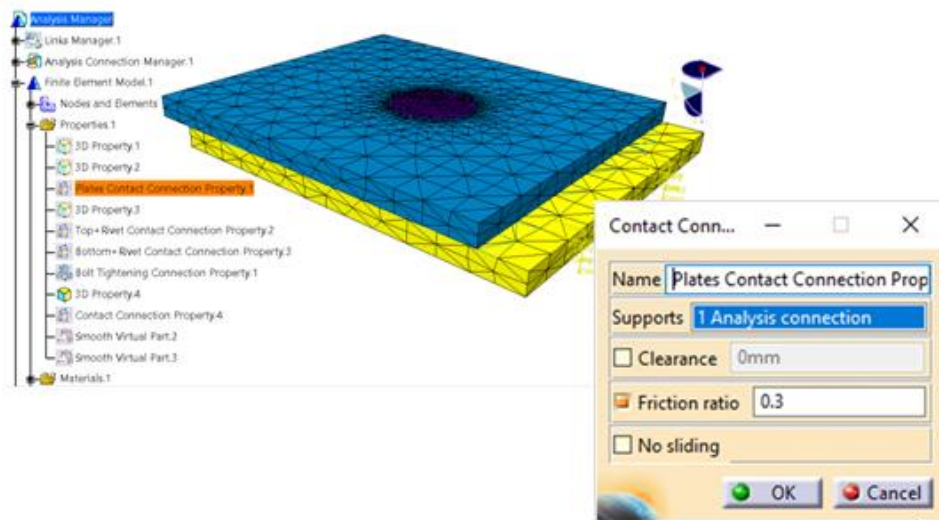 Analysis Manager
Links Manager.1
Analysis Connection Manager.1
Finite Element Model.1
Nodes and Elements
Properties.1
3D Property.1
3D Property.2
Plates Contact Connection Property.1
3D Property.3
Top+Rivet Contact Connection Property.2
Bottom+Rivet Contact Connection Property.3
Bolt Tightening Connection Property.1
3D Property.4
Contact Connection Property.4
Smooth Virtual Part.2
Smooth Virtual Part.3
Materials.1
Contact Conn...
Name Plates Contact Connection Prop
Supports 1 Analysis connection
Clearance 0mm
Friction ratio 0.3
No sliding
OK Cancel